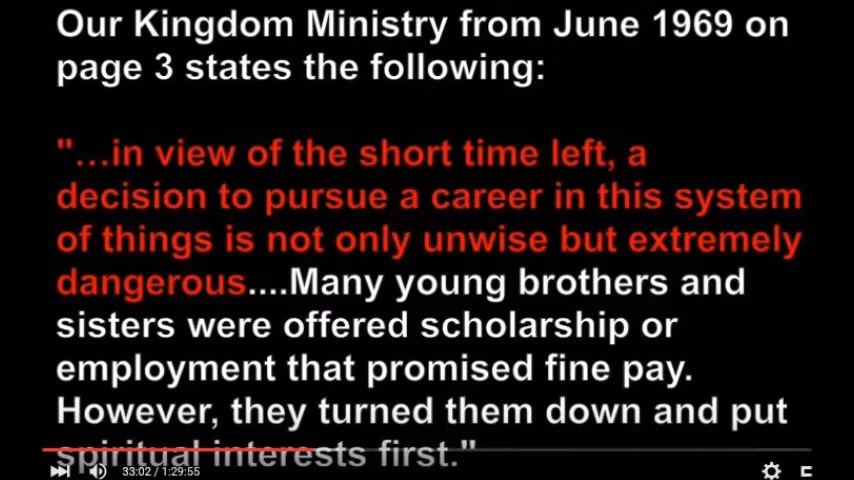 Our Kingdom Ministry from June 1969 on
page 3 states the following:
"...in view of the short time left, a
decision to pursue a career in this system
of things is not only unwise but extremely
dangerous....Many young brothers and
sisters were offered scholarship or
employment that promised fine pay.
However, they turned them down and put
spiritual interests first."
33:02 / 1:29:55